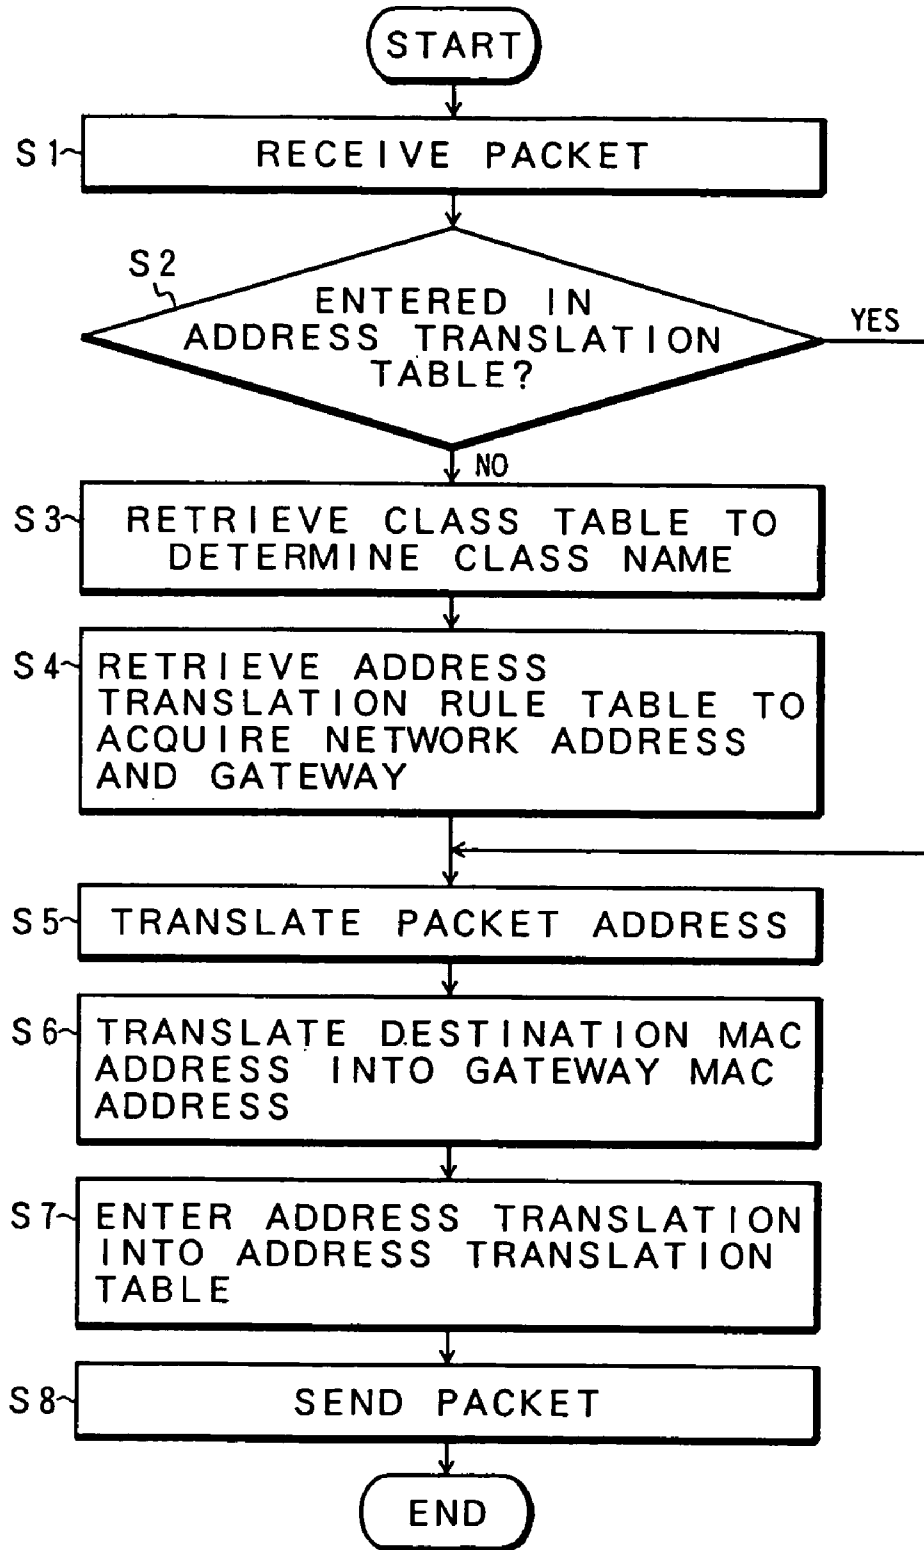 START
S1
RECEIVE PACKET
S2
ENTERED IN
ADDRESS TRANSLATION
TABLE?
YES
NO
S3
RETRIEVE CLASS TABLE TO
DETERMINE CLASS NAME
S4
RETRIEVE ADDRESS
TRANSLATION RULE TABLE TO
ACQUIRE NETWORK ADDRESS
AND GATEWAY
S5
TRANSLATE PACKET ADDRESS
S6
TRANSLATE DESTINATION MAC
ADDRESS INTO GATEWAY MAC
ADDRESS
S7
ENTER ADDRESS TRANSLATION
INTO ADDRESS TRANSLATION
TABLE
S8
SEND PACKET
END